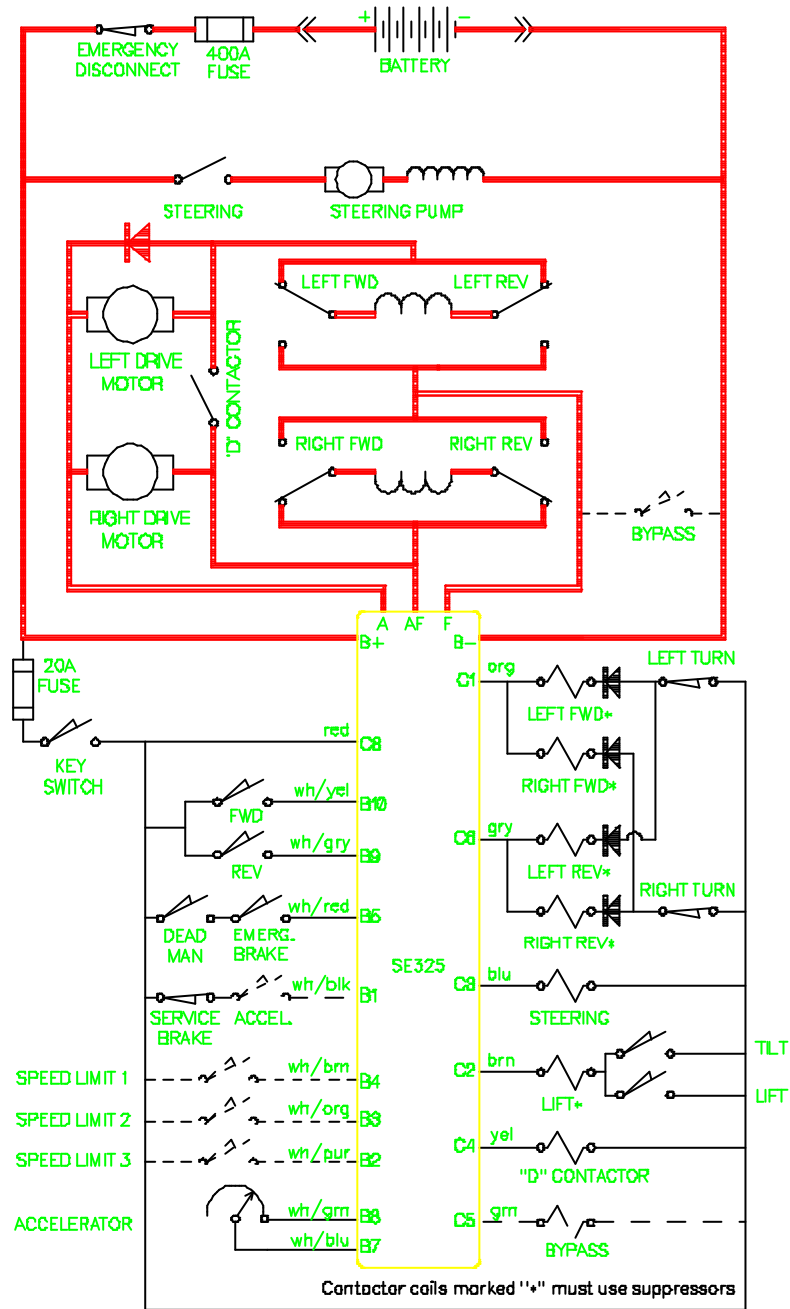 + −
EMERGENCY
DISCONNECT
400A
FUSE
BATTERY
STEERING
STEERING PUMP
LEFT FWD
LEFT REV
LEFT DRIVE
MOTOR
"D" CONTACTOR
RIGHT FWD
RIGHT REV
RIGHT DRIVE
MOTOR
BYPASS
A AF F
B+
B-
20A
FUSE
KEY
SWITCH
red
C8
FWD
wh/yel
B10
REV
wh/gry
B9
DEAD
MAN
EMERG.
BRAKE
wh/red
B5
SERVICE
BRAKE
ACCEL.
wh/blk
B1
SPEED LIMIT 1
wh/brn
B4
SPEED LIMIT 2
wh/org
B3
SPEED LIMIT 3
wh/pur
B2
ACCELERATOR
wh/grn
wh/blu
B7
SE325
C1
org
LEFT FWD*
LEFT TURN
RIGHT FWD*
C6
gry
LEFT REV*
RIGHT TURN
RIGHT REV*
C3
blu
STEERING
C2
brn
LIFT*
TILT
LIFT
C4
yel
"D" CONTACTOR
C5
grn
BYPASS
Contactor coils marked "*" must use suppressors